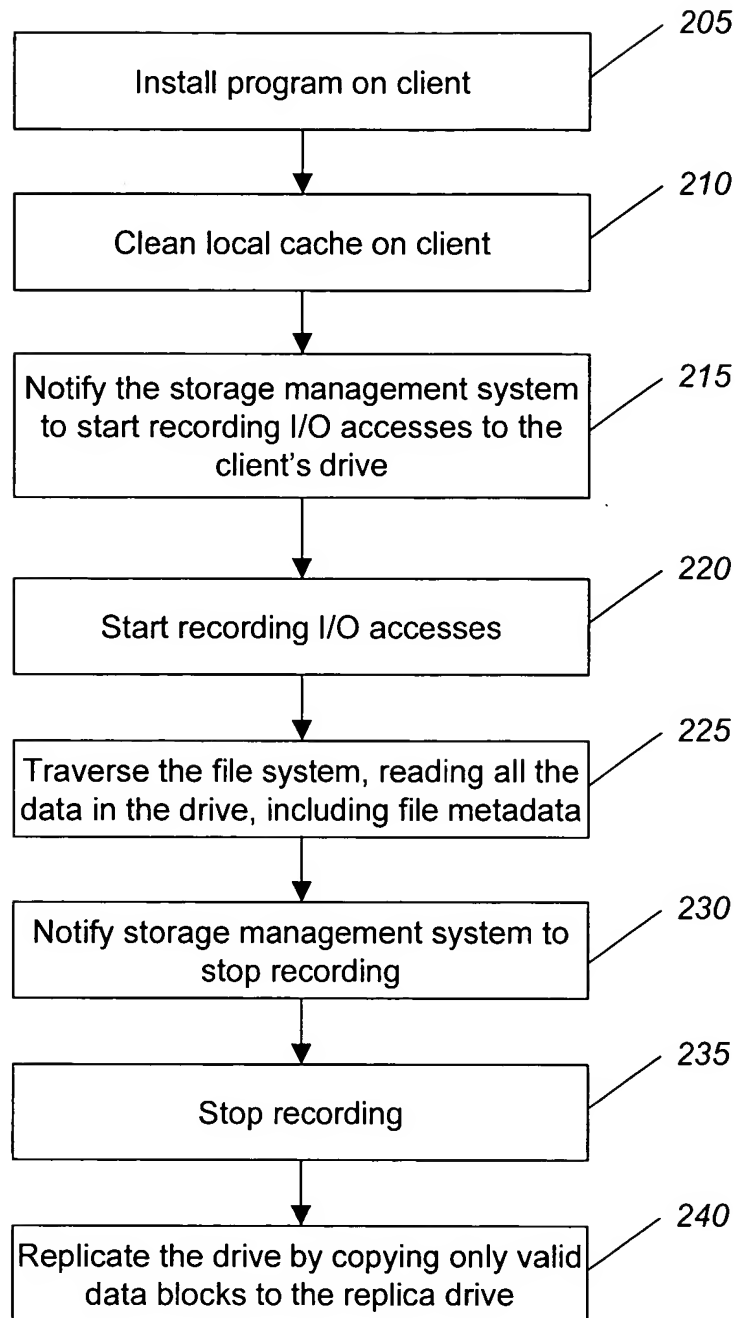 205
Install program on client
210
Clean local cache on client
215
Notify the storage management system
to start recording I/O accesses to the
client's drive
220
Start recording I/O accesses
225
Traverse the file system, reading all the
data in the drive, including file metadata
230
Notify storage management system to
stop recording
235
Stop recording
240
Replicate the drive by copying only valid
data blocks to the replica drive